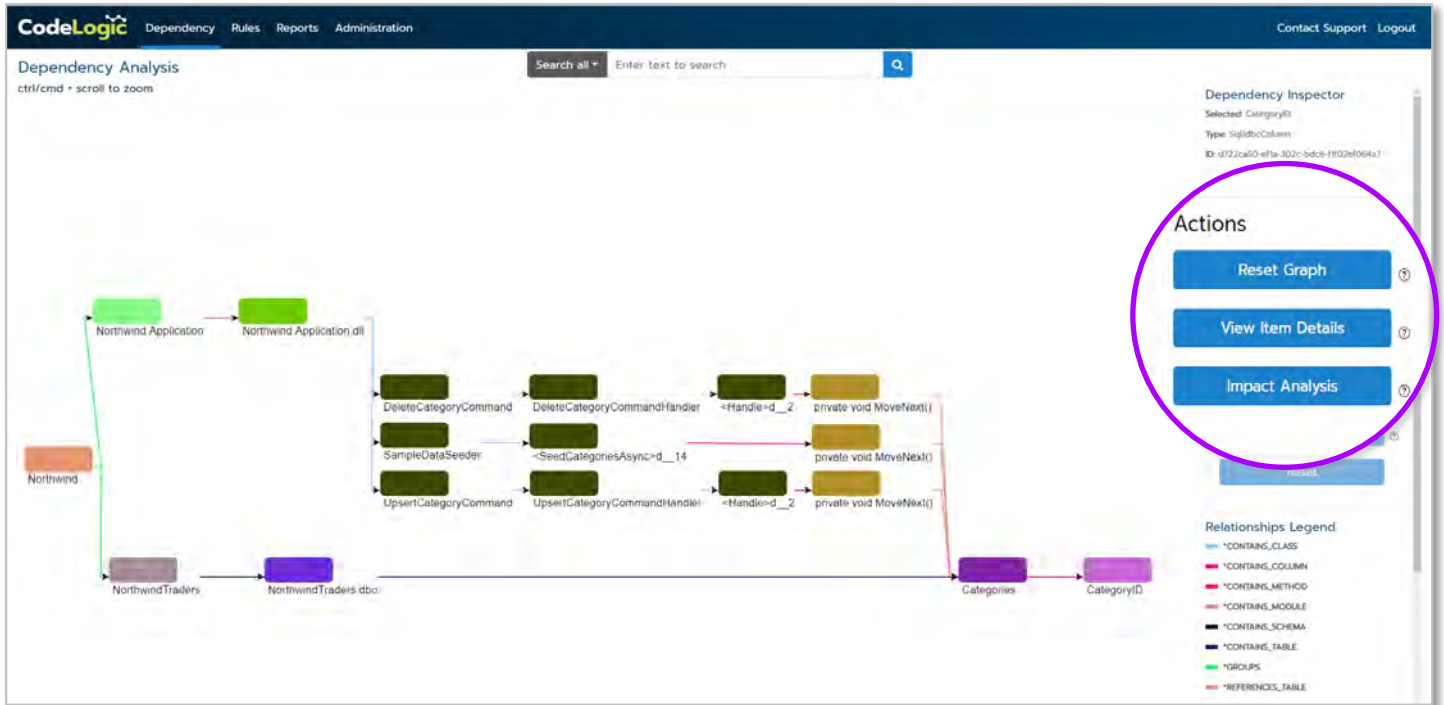 CodeLogic Dependency Rules Reports Administration Contact Support Logout
Dependency Analysis
ctrl/cmd + scroll to zoom
Search all Enter text to search
Dependency Inspector
Selected: CategoryID
Type: SqlJdbcColumn
ID:
Actions
Reset Graph
View Item Details
Impact Analysis
Reset
Northwind Application
Northwind.Application.dll
DeleteCategoryCommand
DeleteCategoryCommandHandler
<Handle>d__2
private void MoveNext()
SampleDataSeeder
<SeedCategoriesAsync>d__14
private void MoveNext()
Northwind
UpsertCategoryCommand
UpsertCategoryCommandHandler
<Handle>d__2
private void MoveNext()
NorthwindTraders
NorthwindTraders.dbo
Categories
CategoryID
Relationships Legend
*CONTAINS_CLASS
*CONTAINS_COLUMN
*CONTAINS_METHOD
*CONTAINS_MODULE
*CONTAINS_SCHEMA
*CONTAINS_TABLE
*GROUPS
*REFERENCES_TABLE